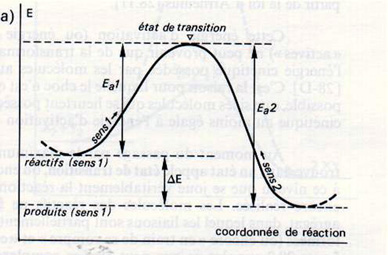 a)
E
état de transition
Ea1
Ea2
sens 1
sens 2
réactifs (sens 1)
ΔE
produits (sens 1)
coordonnée de réaction